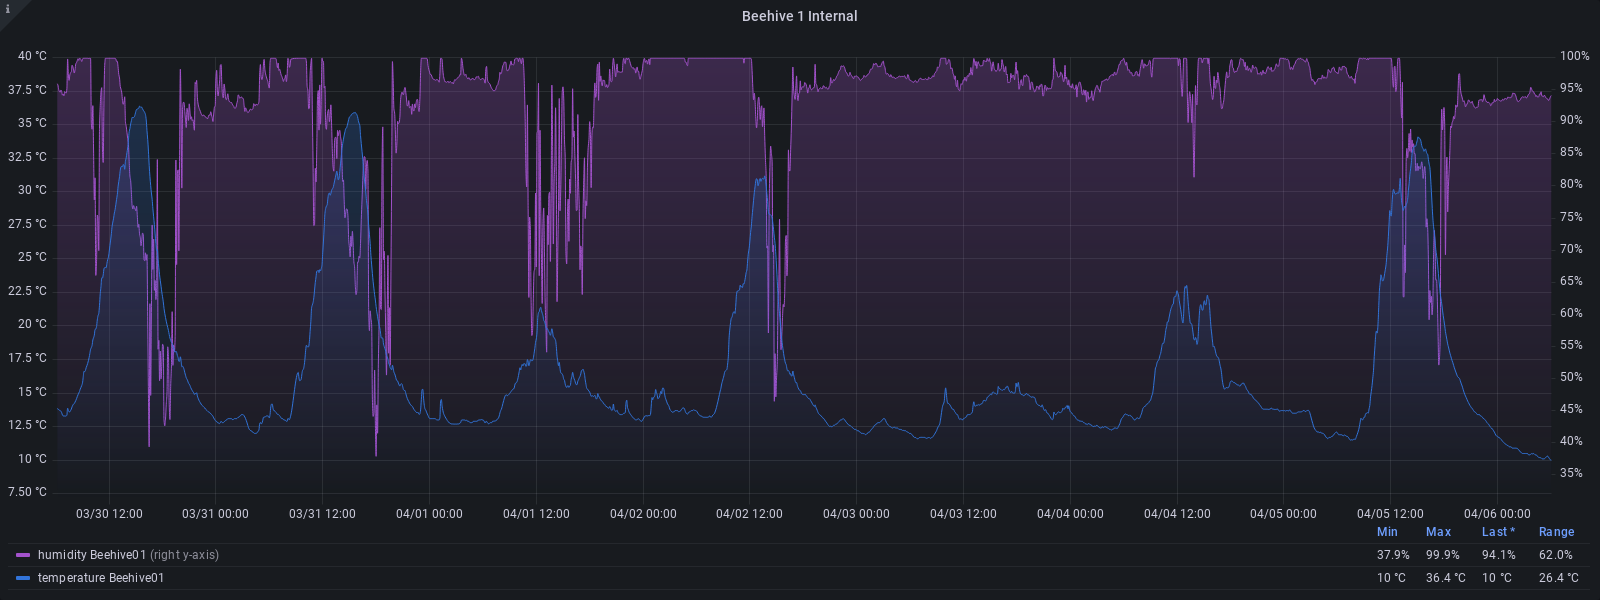 i
Beehive 1 Internal
40 °C
37.5 °C
35 °C
32.5 °C
30 °C
27.5 °C
25 °C
22.5 °C
20 °C
17.5 °C
15 °C
12.5 °C
10 °C
7.50 °C
100%
95%
90%
85%
80%
75%
70%
65%
60%
55%
50%
45%
40%
35%
03/30 12:00 03/31 00:00 03/31 12:00 04/01 00:00 04/01 12:00 04/02 00:00 04/02 12:00 04/03 00:00 04/03 12:00 04/04 00:00 04/04 12:00 04/05 00:00 04/05 12:00 04/06 00:00
Min Max Last * Range
humidity Beehive01 (right y-axis) 37.9% 99.9% 94.1% 62.0%
temperature Beehive01 10 °C 36.4 °C 10 °C 26.4 °C